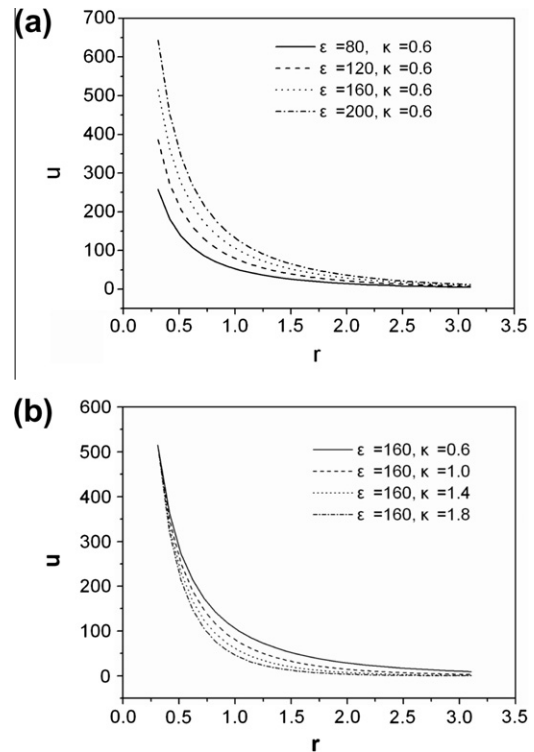 (a)
700
600
500
400
300
200
100
0
u
ε =80, κ =0.6
ε =120, κ =0.6
ε =160, κ =0.6
ε =200, κ =0.6
0.0 0.5 1.0 1.5 2.0 2.5 3.0 3.5
r
(b)
600
500
400
300
200
100
0
u
ε =160, κ =0.6
ε =160, κ =1.0
ε =160, κ =1.4
ε =160, κ =1.8
0.0 0.5 1.0 1.5 2.0 2.5 3.0 3.5
r